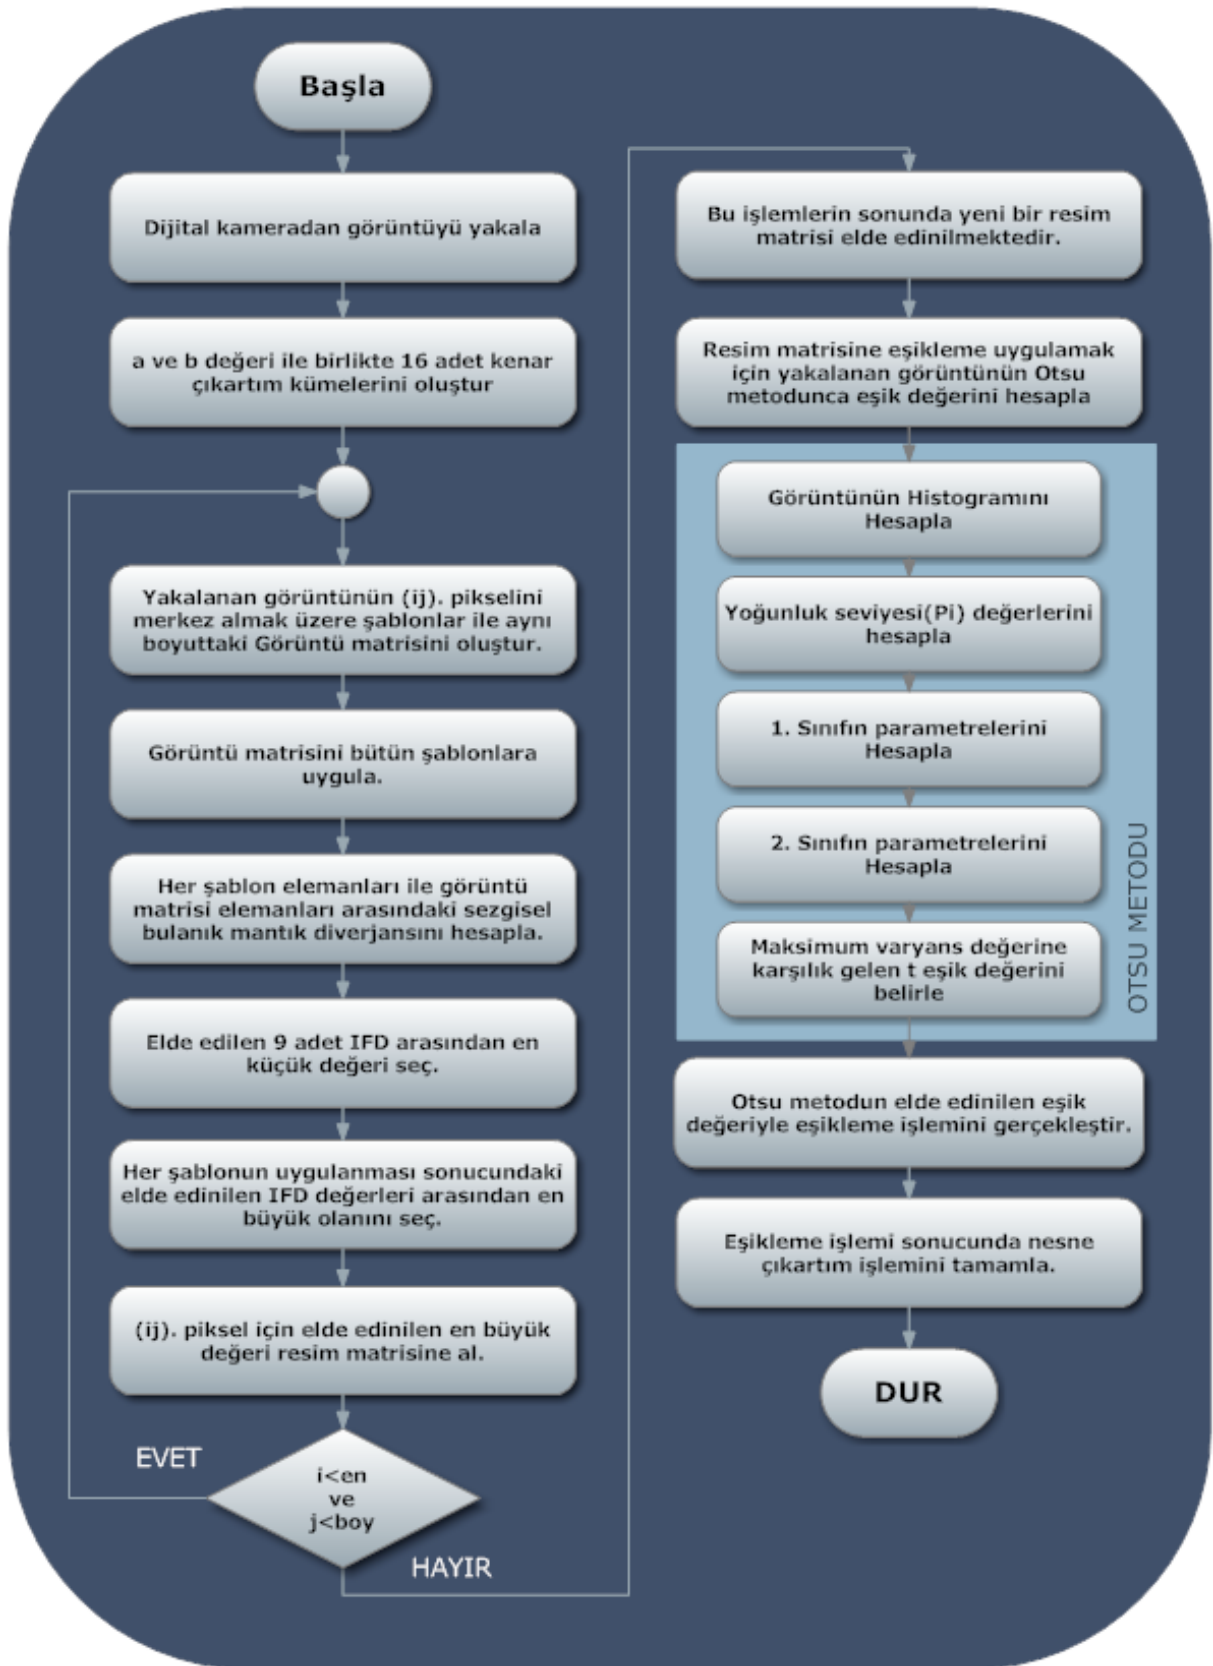 Başla
Dijital kameradan görüntüyü yakala
a ve b değeri ile birlikte 16 adet kenar
çıkartım kümelerini oluştur
Yakalanan görüntünün (ij). pikselini
merkez almak üzere şablonlar ile aynı
boyuttaki Görüntü matrisini oluştur.
Görüntü matrisini bütün şablonlara
uygula.
Her şablon elemanları ile görüntü
matrisi elemanları arasındaki sezgisel
bulanık mantık diverjansını hesapla.
Elde edilen 9 adet IFD arasından en
küçük değeri seç.
Her şablonun uygulanması sonucundaki
elde edinilen IFD değerleri arasından en
büyük olanını seç.
(ij). piksel için elde edinilen en büyük
değeri resim matrisine al.
EVET
i<en
ve
j<boy
HAYIR
Bu işlemlerin sonunda yeni bir resim
matrisi elde edinilmektedir.
Resim matrisine eşikleme uygulamak
için yakalanan görüntünün Otsu
metodunca eşik değerini hesapla
Görüntünün Histogramını
Hesapla
Yoğunluk seviyesi(Pi) değerlerini
hesapla
1. Sınıfın parametrelerini
Hesapla
2. Sınıfın parametrelerini
Hesapla
Maksimum varyans değerine
karşılık gelen t eşik değerini
belirle
OTSU METODU
Otsu metodun elde edinilen eşik
değeriyle eşikleme işlemini gerçekleştir.
Eşikleme işlemi sonucunda nesne
çıkartım işlemini tamamla.
DUR